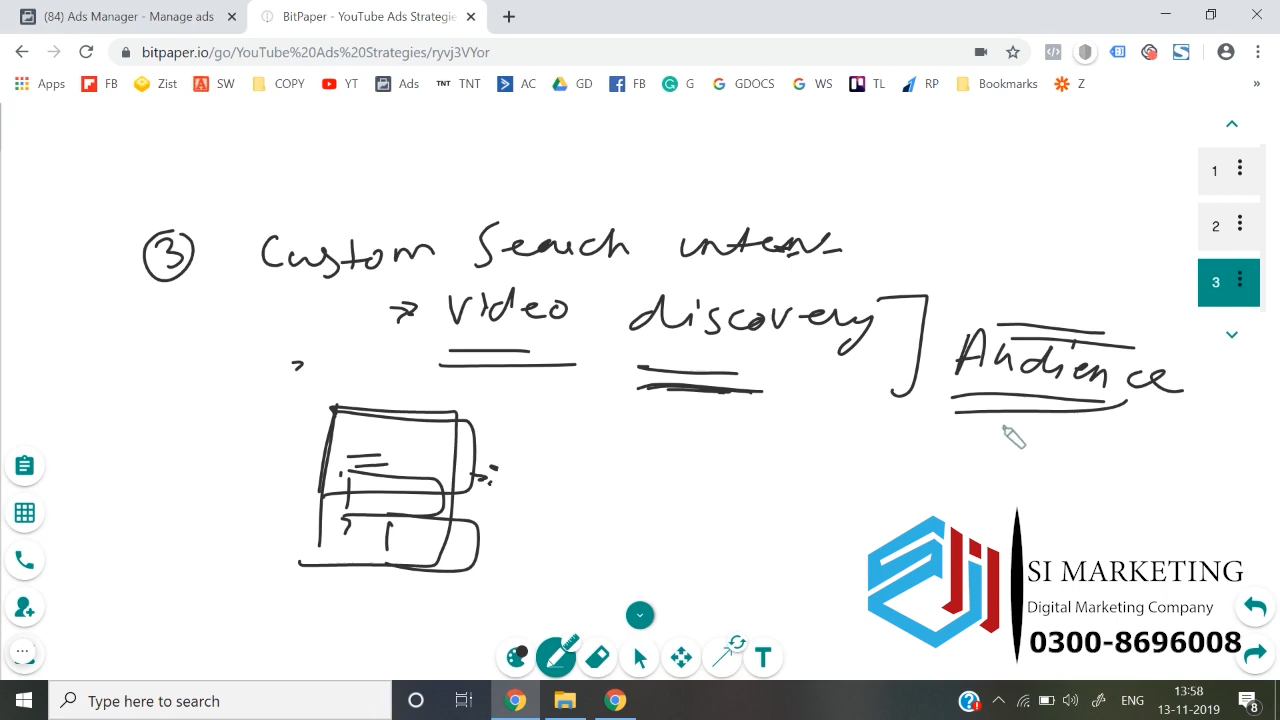 (84) Ads Manager - Manage ads
BitPaper - YouTube Ads Strategie
bitpaper.io/go/YouTube%20Ads%20Strategies/ryvj3VYor
Apps FB Zist SW COPY YT Ads TNT TNT AC GD FB G GDOCS WS TL RP Bookmarks Z »
1
2
3
③ Custom Search intent
→ video discovery ]
Audience
SI MARKETING
Digital Marketing Company
0300-8696008
T
Type here to search
ENG
13:58
13-11-2019
8